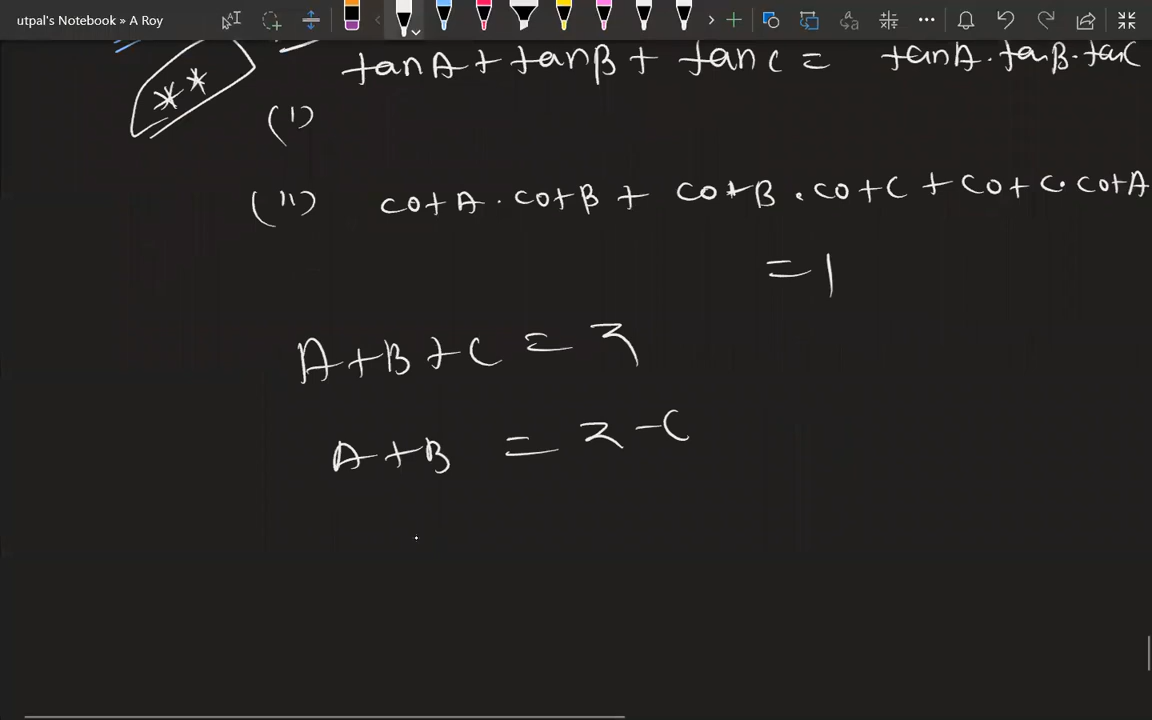 utpal's Notebook » A Roy
tanA + tanB + tanC = tanA.tanB.tanC
**
(I)
(II) cotA . cotB + cotB . cotC + cotC . cotA
= 1
A+B+C = π
A+B = π - C